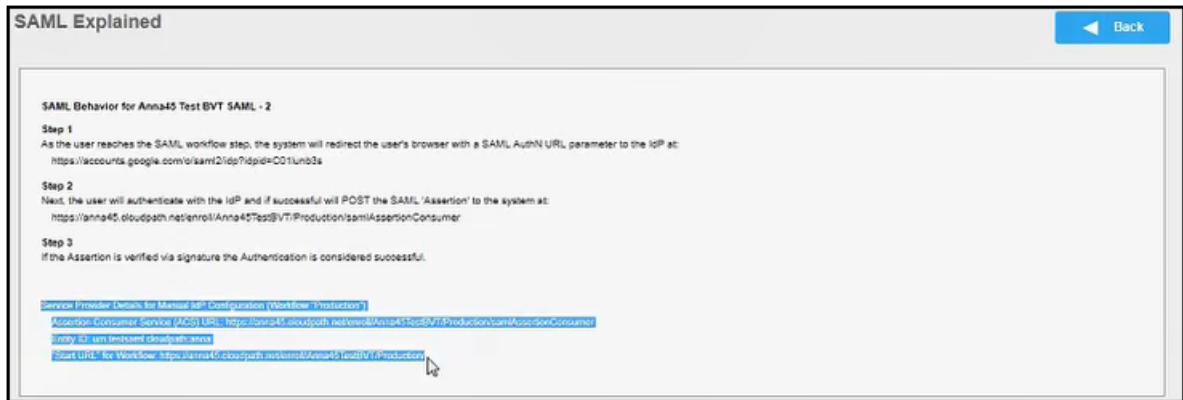 SAML Explained
Back
SAML Behavior for Anna45 Test BVT SAML - 2
Step 1
As the user reaches the SAML workflow step, the system will redirect the user's browser with a SAML AuthN URL parameter to the IdP at:
https://accounts.google.com/o/saml2/idp?idpid=C01lunb3s
Step 2
Next, the user will authenticate with the IdP and if successful will POST the SAML 'Assertion' to the system at:
https://anna45.cloudpath.net/enroll/Anna45TestBVT/Production/samlAssertionConsumer
Step 3
If the Assertion is verified via signature the Authentication is considered successful.
Service Provider Details for Manual IdP Configuration (Workflow "Production")
Assertion Consumer Service (ACS) URL: https://anna45.cloudpath.net/enroll/Anna45TestBVT/Production/samlAssertionConsumer
Entity ID: urn:testsaml.cloudpath:anna
"Start URL" for Workflow: https://anna45.cloudpath.net/enroll/Anna45TestBVT/Production/